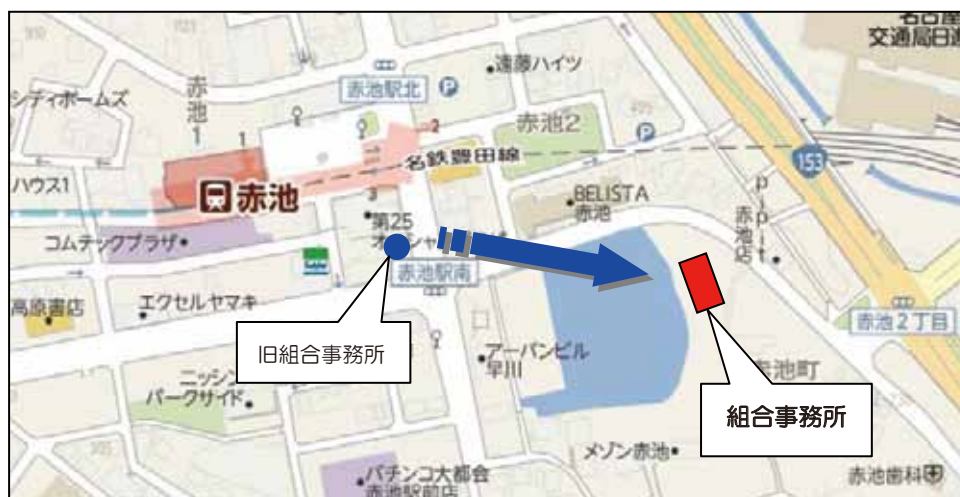 名古屋
交通局日進
遠藤ハイツ
赤池駅北
P
シティホームズ
赤池1
1
2
赤池2
P
名鉄豊田線
153
ハウス1
赤池
3
BELISTA
赤池
pipit
赤池店
第25
コムテックプラザ
赤池駅南
高原書店
エクセルヤマキ
旧組合事務所
アーバンビル
早川
赤池2丁目
赤池町
ニッシン
パークサイド
組合事務所
メゾン赤池
パチンコ大都会
赤池駅前店
赤池歯科